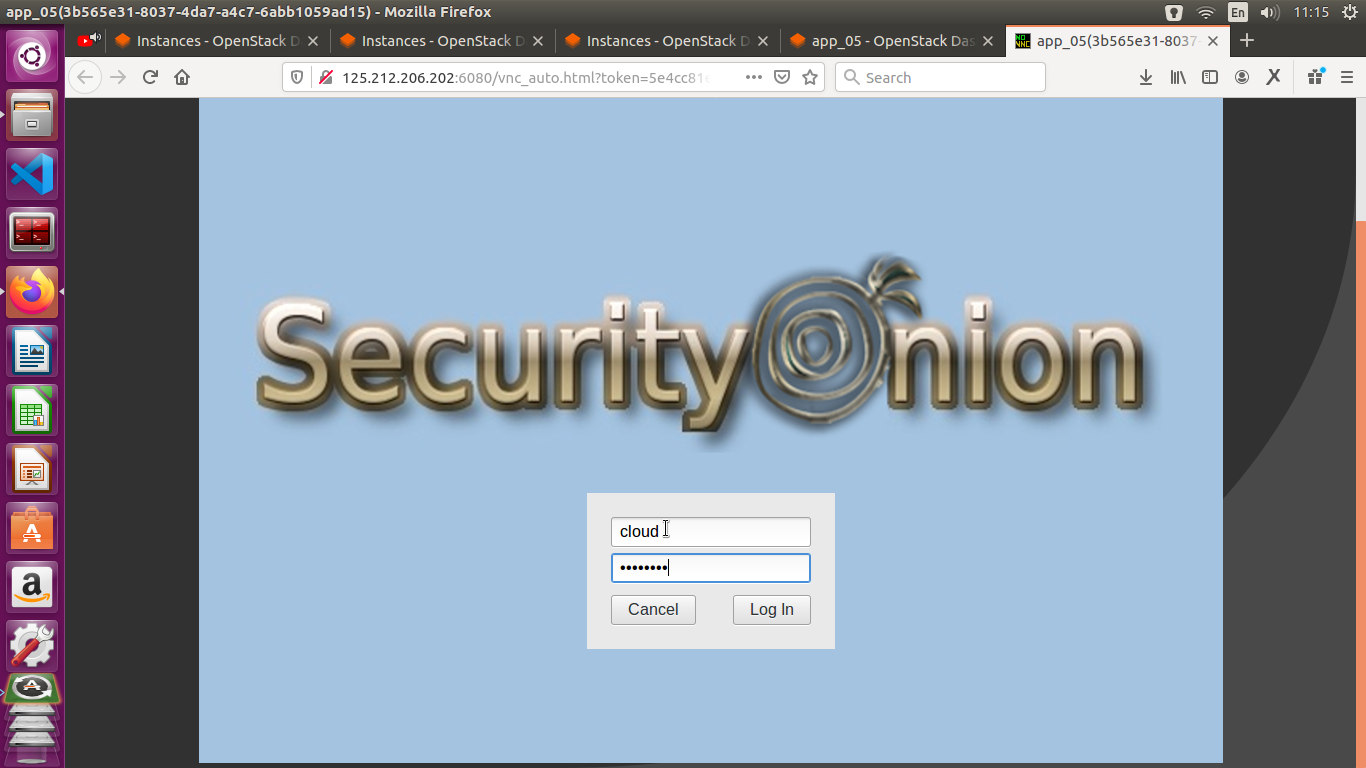 app_05(3b565e31-8037-4da7-a4c7-6abb1059ad15) - Mozilla Firefox
En
11:15
Instances - OpenStack D
Instances - OpenStack D
Instances - OpenStack D
app_05 - OpenStack Das
app_05(3b565e31-8037-
125.212.206.202:6080/vnc_auto.html?token=5e4cc816
Search
SecurityOnion
cloud
••••••••
Cancel
Log In